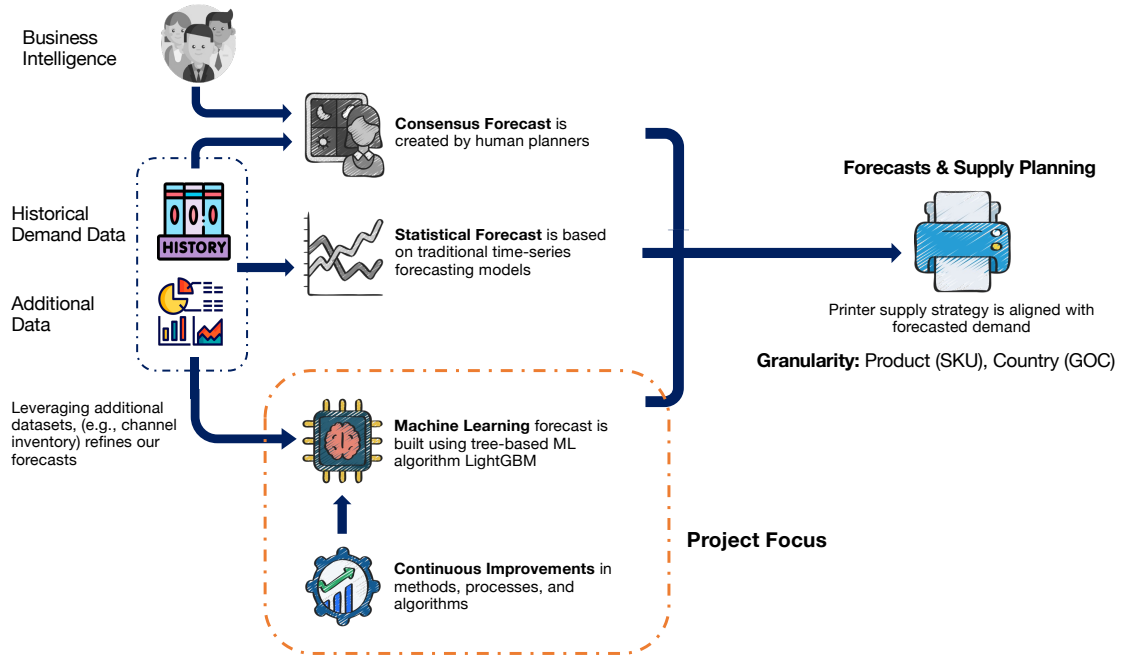 Business
Intelligence
Consensus Forecast is
created by human planners
Historical
Demand Data
HISTORY
Statistical Forecast is based
on traditional time-series
forecasting models
Additional
Data
Forecasts & Supply Planning
Printer supply strategy is aligned with
forecasted demand
Granularity: Product (SKU), Country (GOC)
Leveraging additional
datasets, (e.g., channel
inventory) refines our
forecasts
Machine Learning forecast is
built using tree-based ML
algorithm LightGBM
Project Focus
Continuous Improvements in
methods, processes, and
algorithms